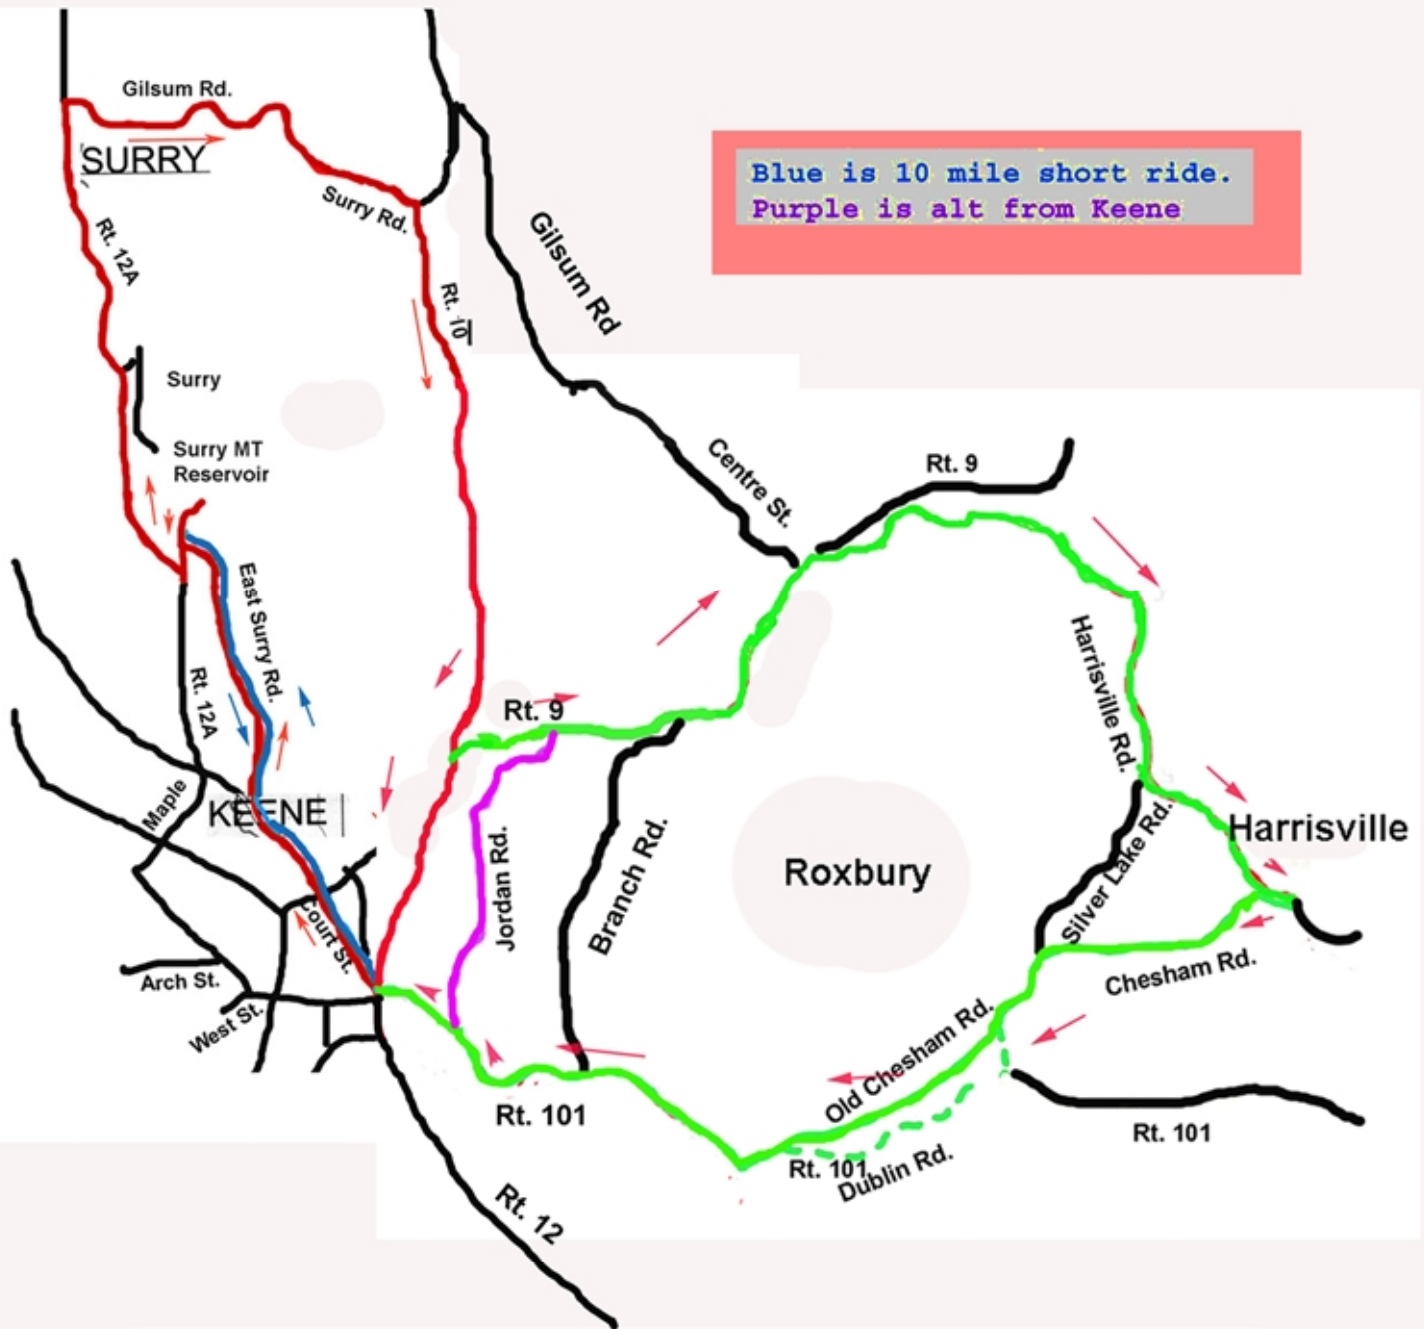 Gilsum Rd.
SURRY
Surry Rd.
Rt. 12A
Rt. 10
Gilsum Rd
Blue is 10 mile short ride.
Purple is alt from Keene
Surry
Surry MT
Reservoir
Centre St.
Rt. 9
East Surry Rd.
Rt. 12A
Rt. 9
Harrisville Rd.
Maple
KEENE
Jordan Rd.
Branch Rd.
Roxbury
Silver Lake Rd.
Harrisville
Court St.
Arch St.
West St.
Chesham Rd.
Old Chesham Rd.
Rt. 101
Rt. 101
Dublin Rd.
Rt. 101
Rt. 12